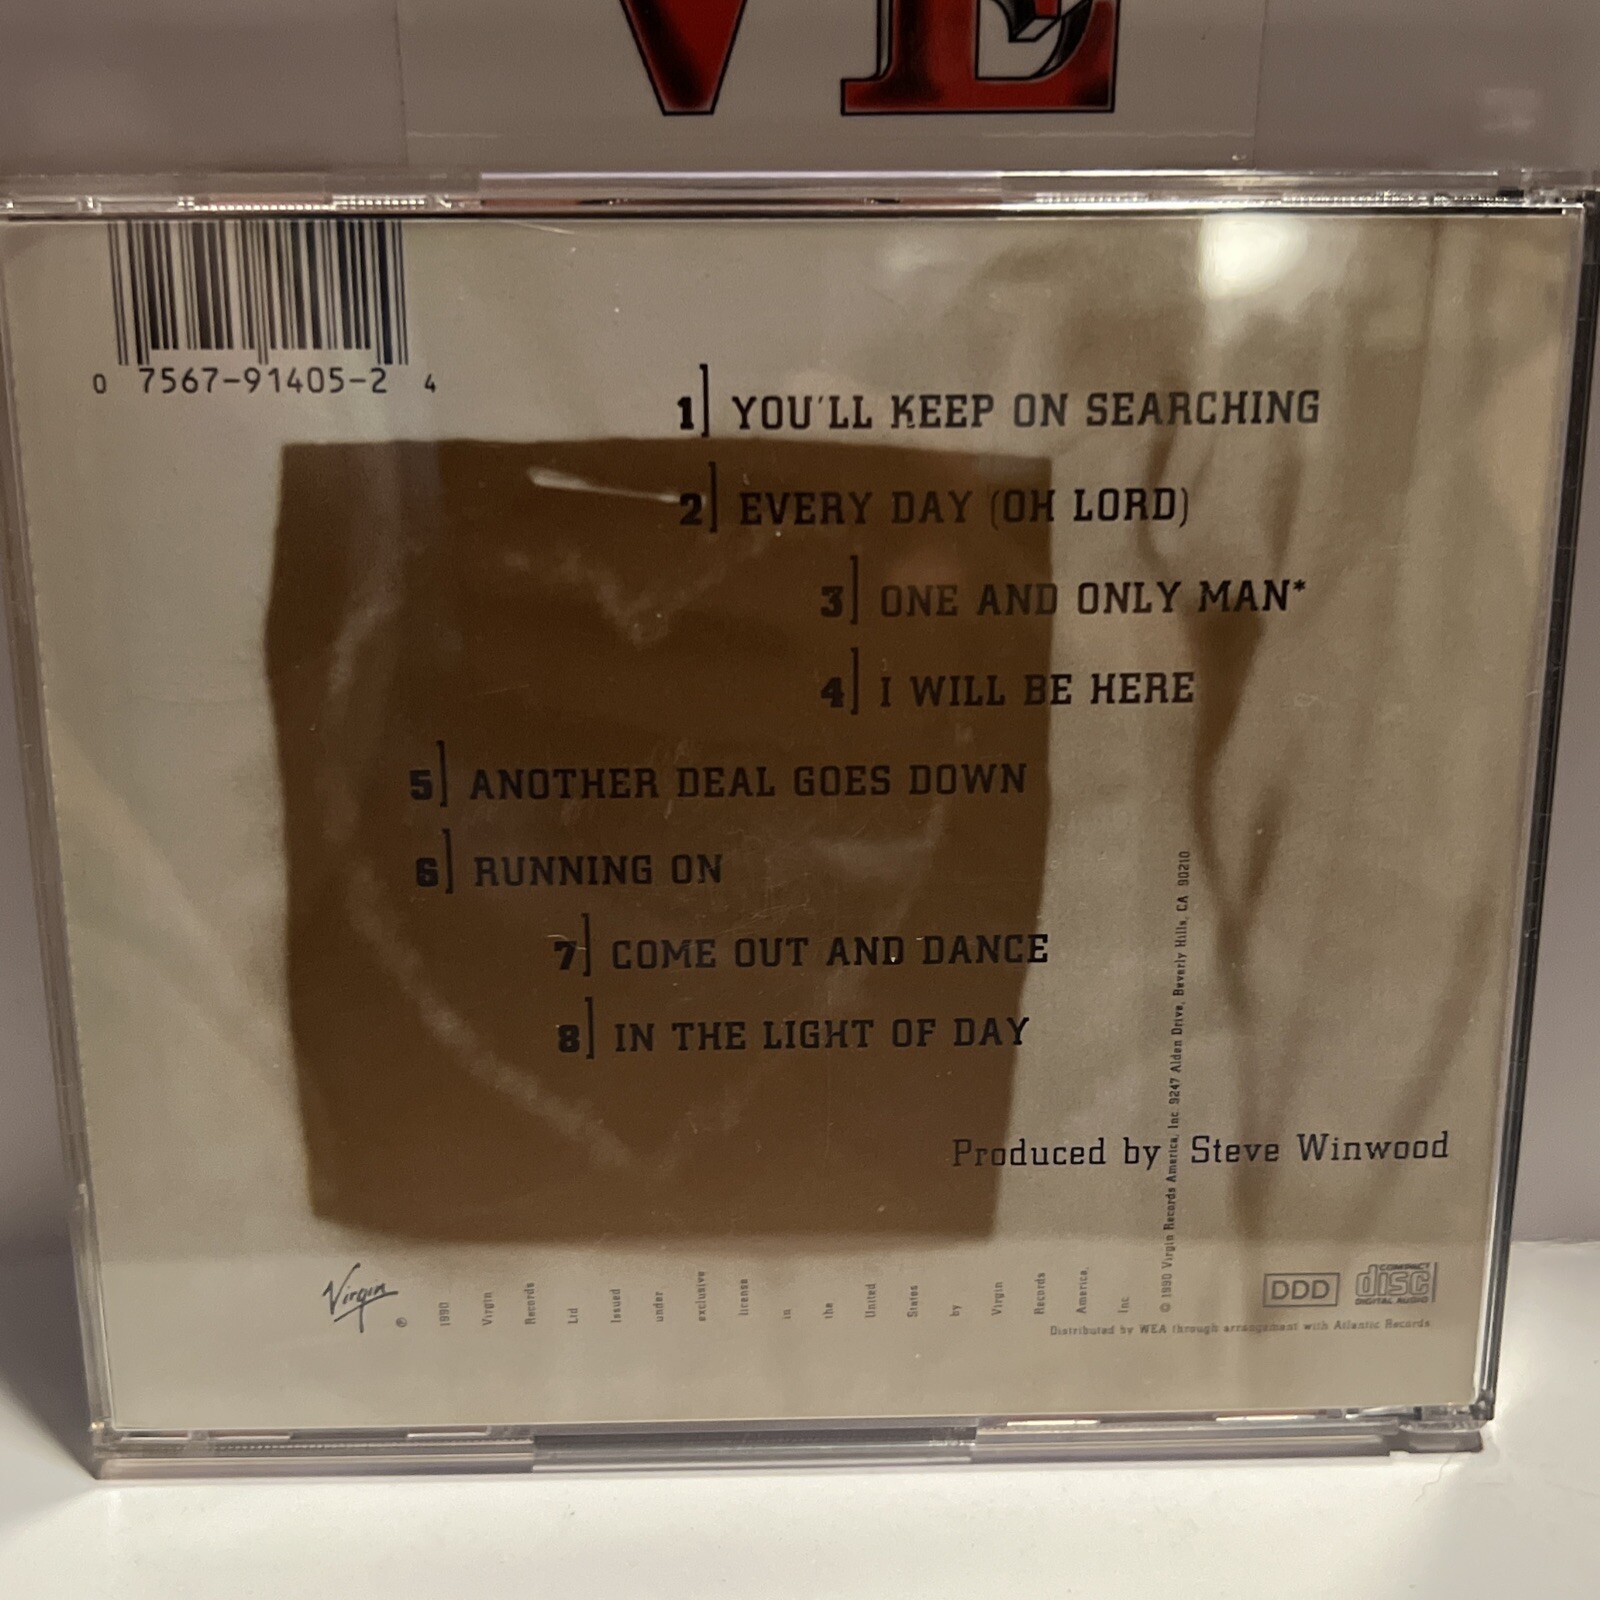 VE
0 7567-91405-2 4
1] YOU'LL KEEP ON SEARCHING
2] EVERY DAY (OH LORD)
3] ONE AND ONLY MAN*
4] I WILL BE HERE
5] ANOTHER DEAL GOES DOWN
6] RUNNING ON
7] COME OUT AND DANCE
8] IN THE LIGHT OF DAY
Produced by Steve Winwood
© 1990 Virgin Records America, Inc 9247 Alden Drive, Beverly Hills, CA 90210
Virgin
℗ 1990 Virgin Records Ltd Issued under exclusive license in the United States by Virgin Records America, Inc
DDD
COMPACT
disc
DIGITAL AUDIO
Distributed by WEA through arrangement with Atlantic Records